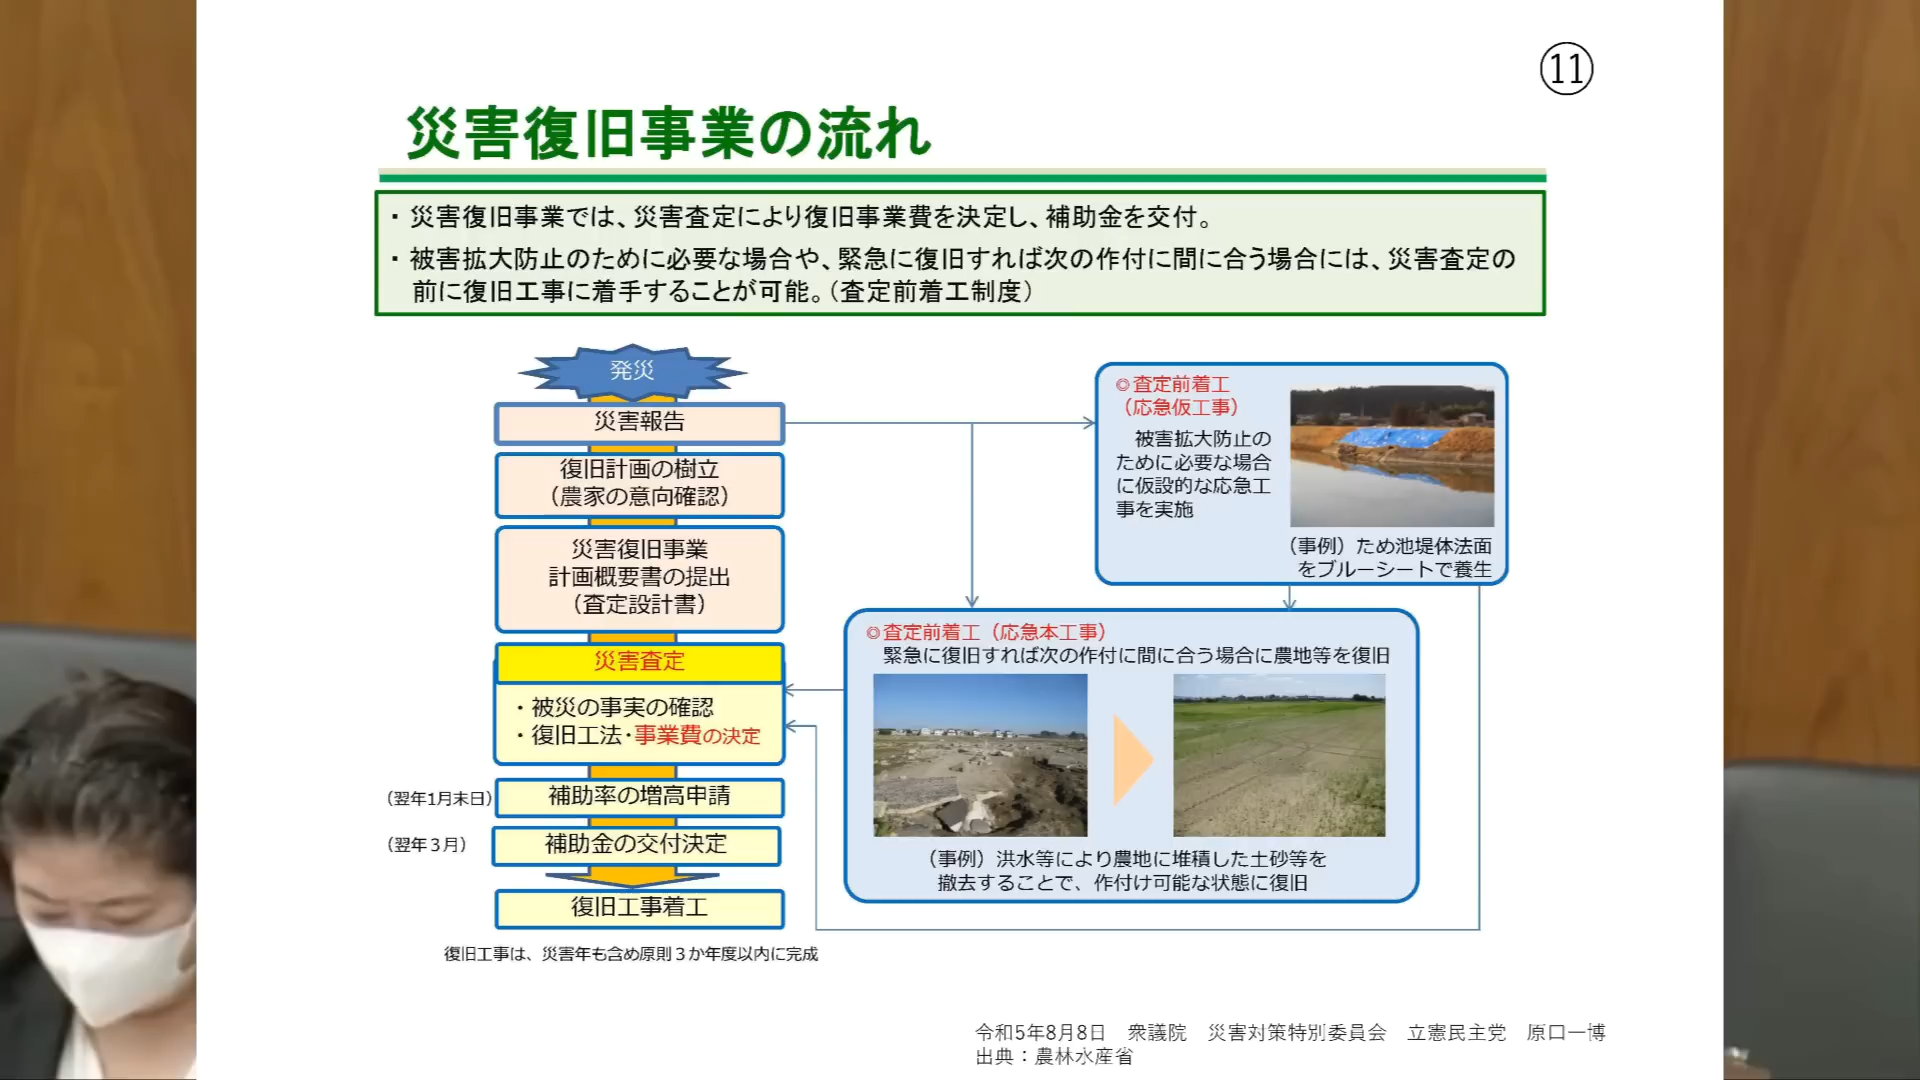 ⑪
災害復旧事業の流れ
・災害復旧事業では、災害査定により復旧事業費を決定し、補助金を交付。
・被害拡大防止のために必要な場合や、緊急に復旧すれば次の作付に間に合う場合には、災害査定の
前に復旧工事に着手することが可能。（査定前着工制度）
発災
災害報告
復旧計画の樹立
（農家の意向確認）
災害復旧事業
計画概要書の提出
（査定設計書）
災害査定
・被災の事実の確認
・復旧工法・事業費の決定
（翌年1月末日）
補助率の増高申請
（翌年３月）
補助金の交付決定
復旧工事着工
復旧工事は、災害年も含め原則３か年度以内に完成
◎査定前着工
（応急仮工事）
被害拡大防止の
ために必要な場合
に仮設的な応急工
事を実施
（事例）ため池堤体法面
をブルーシートで養生
◎査定前着工（応急本工事）
緊急に復旧すれば次の作付に間に合う場合に農地等を復旧
（事例）洪水等により農地に堆積した土砂等を
撤去することで、作付け可能な状態に復旧
令和5年8月8日　衆議院　災害対策特別委員会　立憲民主党　原口一博
出典：農林水産省